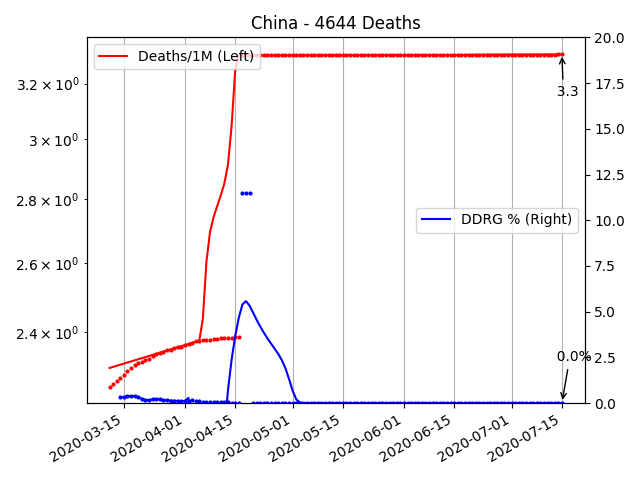 China - 4644 Deaths
Deaths/1M (Left)
DDRG % (Right)
3.3
0.0%
3.2 × 10⁰
3 × 10⁰
2.8 × 10⁰
2.6 × 10⁰
2.4 × 10⁰
20.0
17.5
15.0
12.5
10.0
7.5
5.0
2.5
0.0
2020-03-15
2020-04-01
2020-04-15
2020-05-01
2020-05-15
2020-06-01
2020-06-15
2020-07-01
2020-07-15